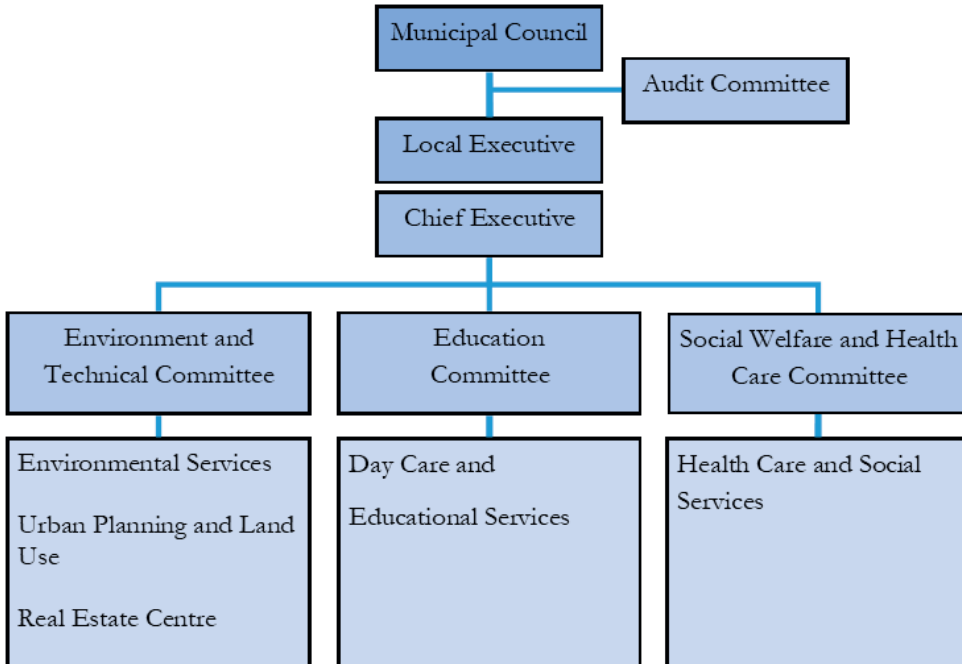 Municipal Council
Audit Committee
Local Executive
Chief Executive
Environment and
Technical Committee
Education
Committee
Social Welfare and Health
Care Committee
Environmental Services
Urban Planning and Land
Use
Real Estate Centre
Day Care and
Educational Services
Health Care and Social
Services